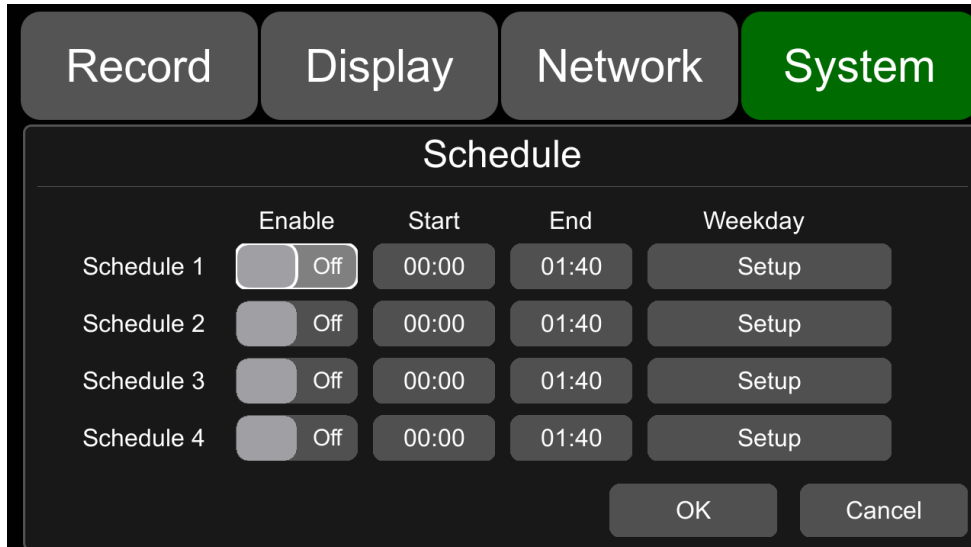 Record Display Network System
Schedule
Enable Start End Weekday
Schedule 1 Off 00:00 01:40 Setup
Schedule 2 Off 00:00 01:40 Setup
Schedule 3 Off 00:00 01:40 Setup
Schedule 4 Off 00:00 01:40 Setup
OK Cancel